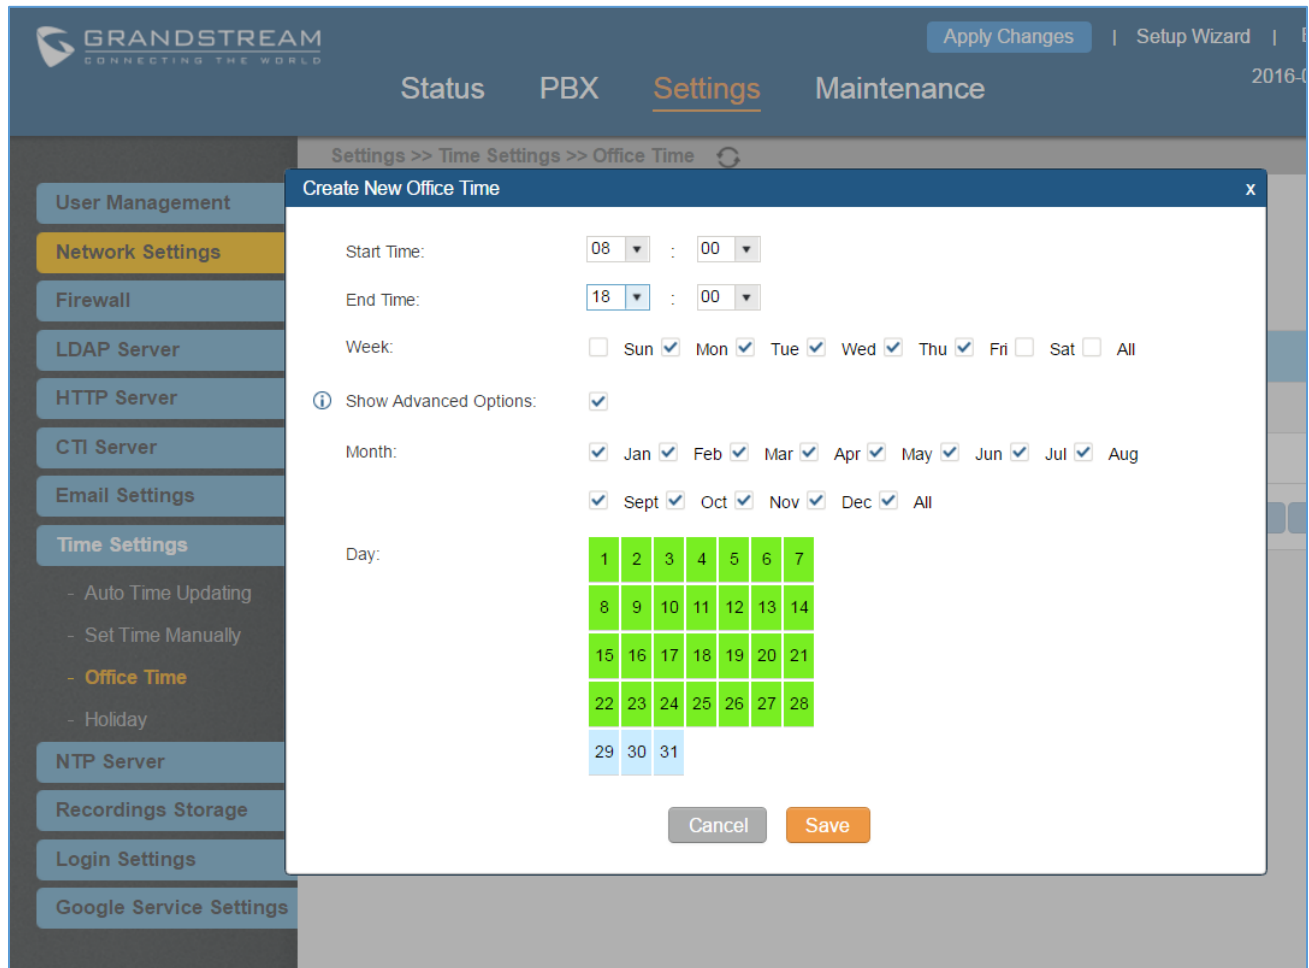 GRANDSTREAM
CONNECTING THE WORLD
Apply Changes | Setup Wizard |
Status PBX Settings Maintenance
2016-0
Settings >> Time Settings >> Office Time
Create New Office Time x
User Management
Network Settings
Firewall
LDAP Server
HTTP Server
CTI Server
Email Settings
Time Settings
- Auto Time Updating
- Set Time Manually
- Office Time
- Holiday
NTP Server
Recordings Storage
Login Settings
Google Service Settings
Start Time: 08 : 00
End Time: 18 : 00
Week: Sun Mon Tue Wed Thu Fri Sat All
Show Advanced Options:
Month: Jan Feb Mar Apr May Jun Jul Aug
Sept Oct Nov Dec All
Day: 1 2 3 4 5 6 7
8 9 10 11 12 13 14
15 16 17 18 19 20 21
22 23 24 25 26 27 28
29 30 31
Cancel Save